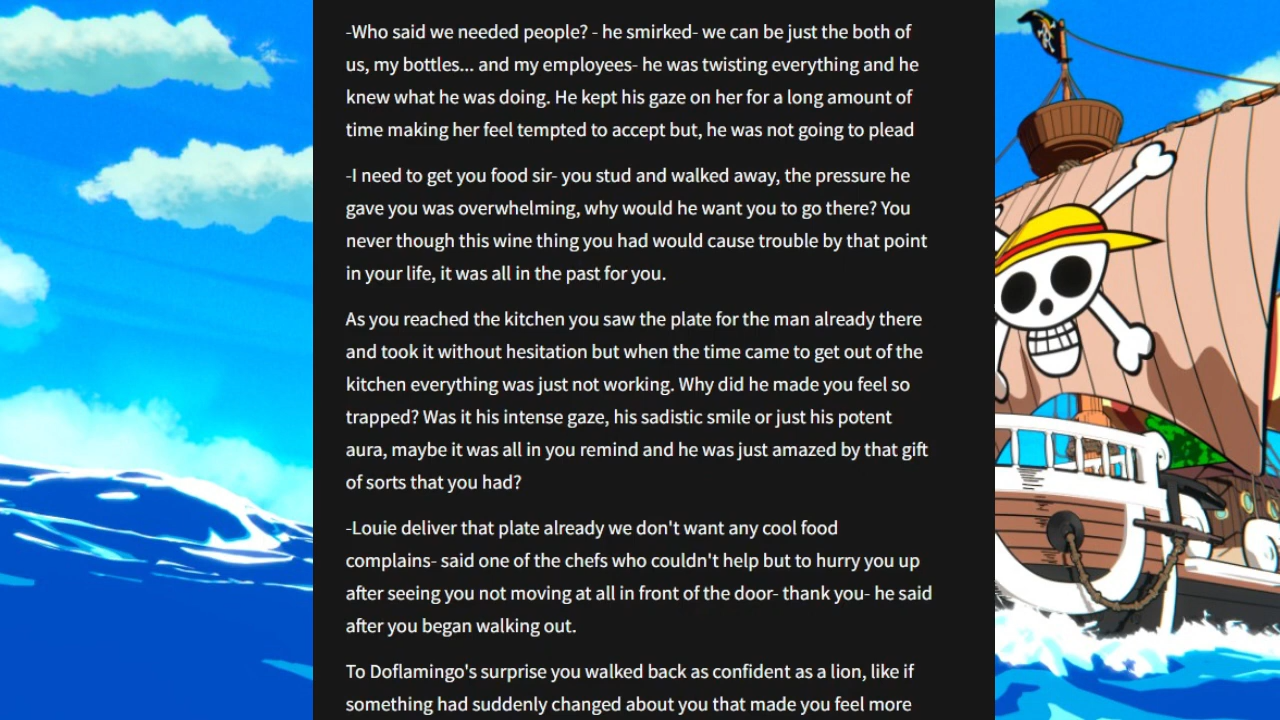 -Who said we needed people? - he smirked- we can be just the both of
us, my bottles... and my employees- he was twisting everything and he
knew what he was doing. He kept his gaze on her for a long amount of
time making her feel tempted to accept but, he was not going to plead
-I need to get you food sir- you stud and walked away, the pressure he
gave you was overwhelming, why would he want you to go there? You
never though this wine thing you had would cause trouble by that point
in your life, it was all in the past for you.
As you reached the kitchen you saw the plate for the man already there
and took it without hesitation but when the time came to get out of the
kitchen everything was just not working. Why did he made you feel so
trapped? Was it his intense gaze, his sadistic smile or just his potent
aura, maybe it was all in you remind and he was just amazed by that gift
of sorts that you had?
-Louie deliver that plate already we don't want any cool food
complains- said one of the chefs who couldn't help but to hurry you up
after seeing you not moving at all in front of the door- thank you- he said
after you began walking out.
To Doflamingo's surprise you walked back as confident as a lion, like if
something had suddenly changed about you that made you feel more